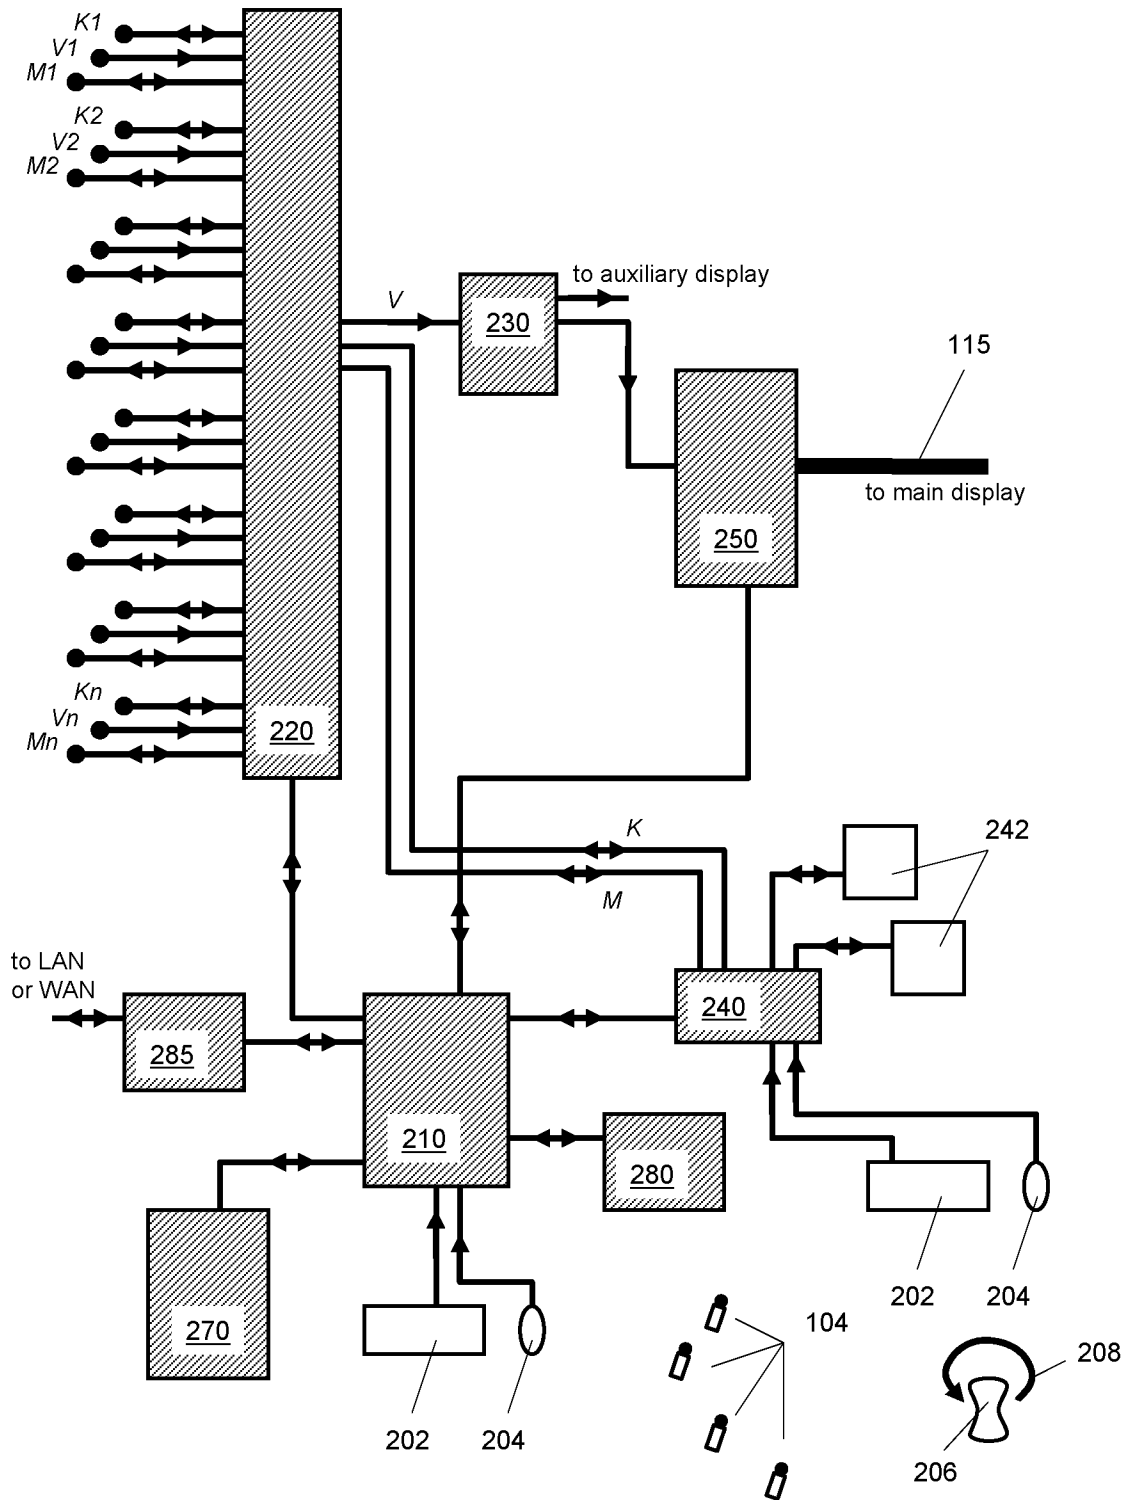 K1
V1
M1
K2
V2
M2
to auxiliary display
V
230
115
to main display
250
Kn
Vn
Mn
220
K
242
M
to LAN
or WAN
240
285
210
280
202
204
104
270
208
202
204
206